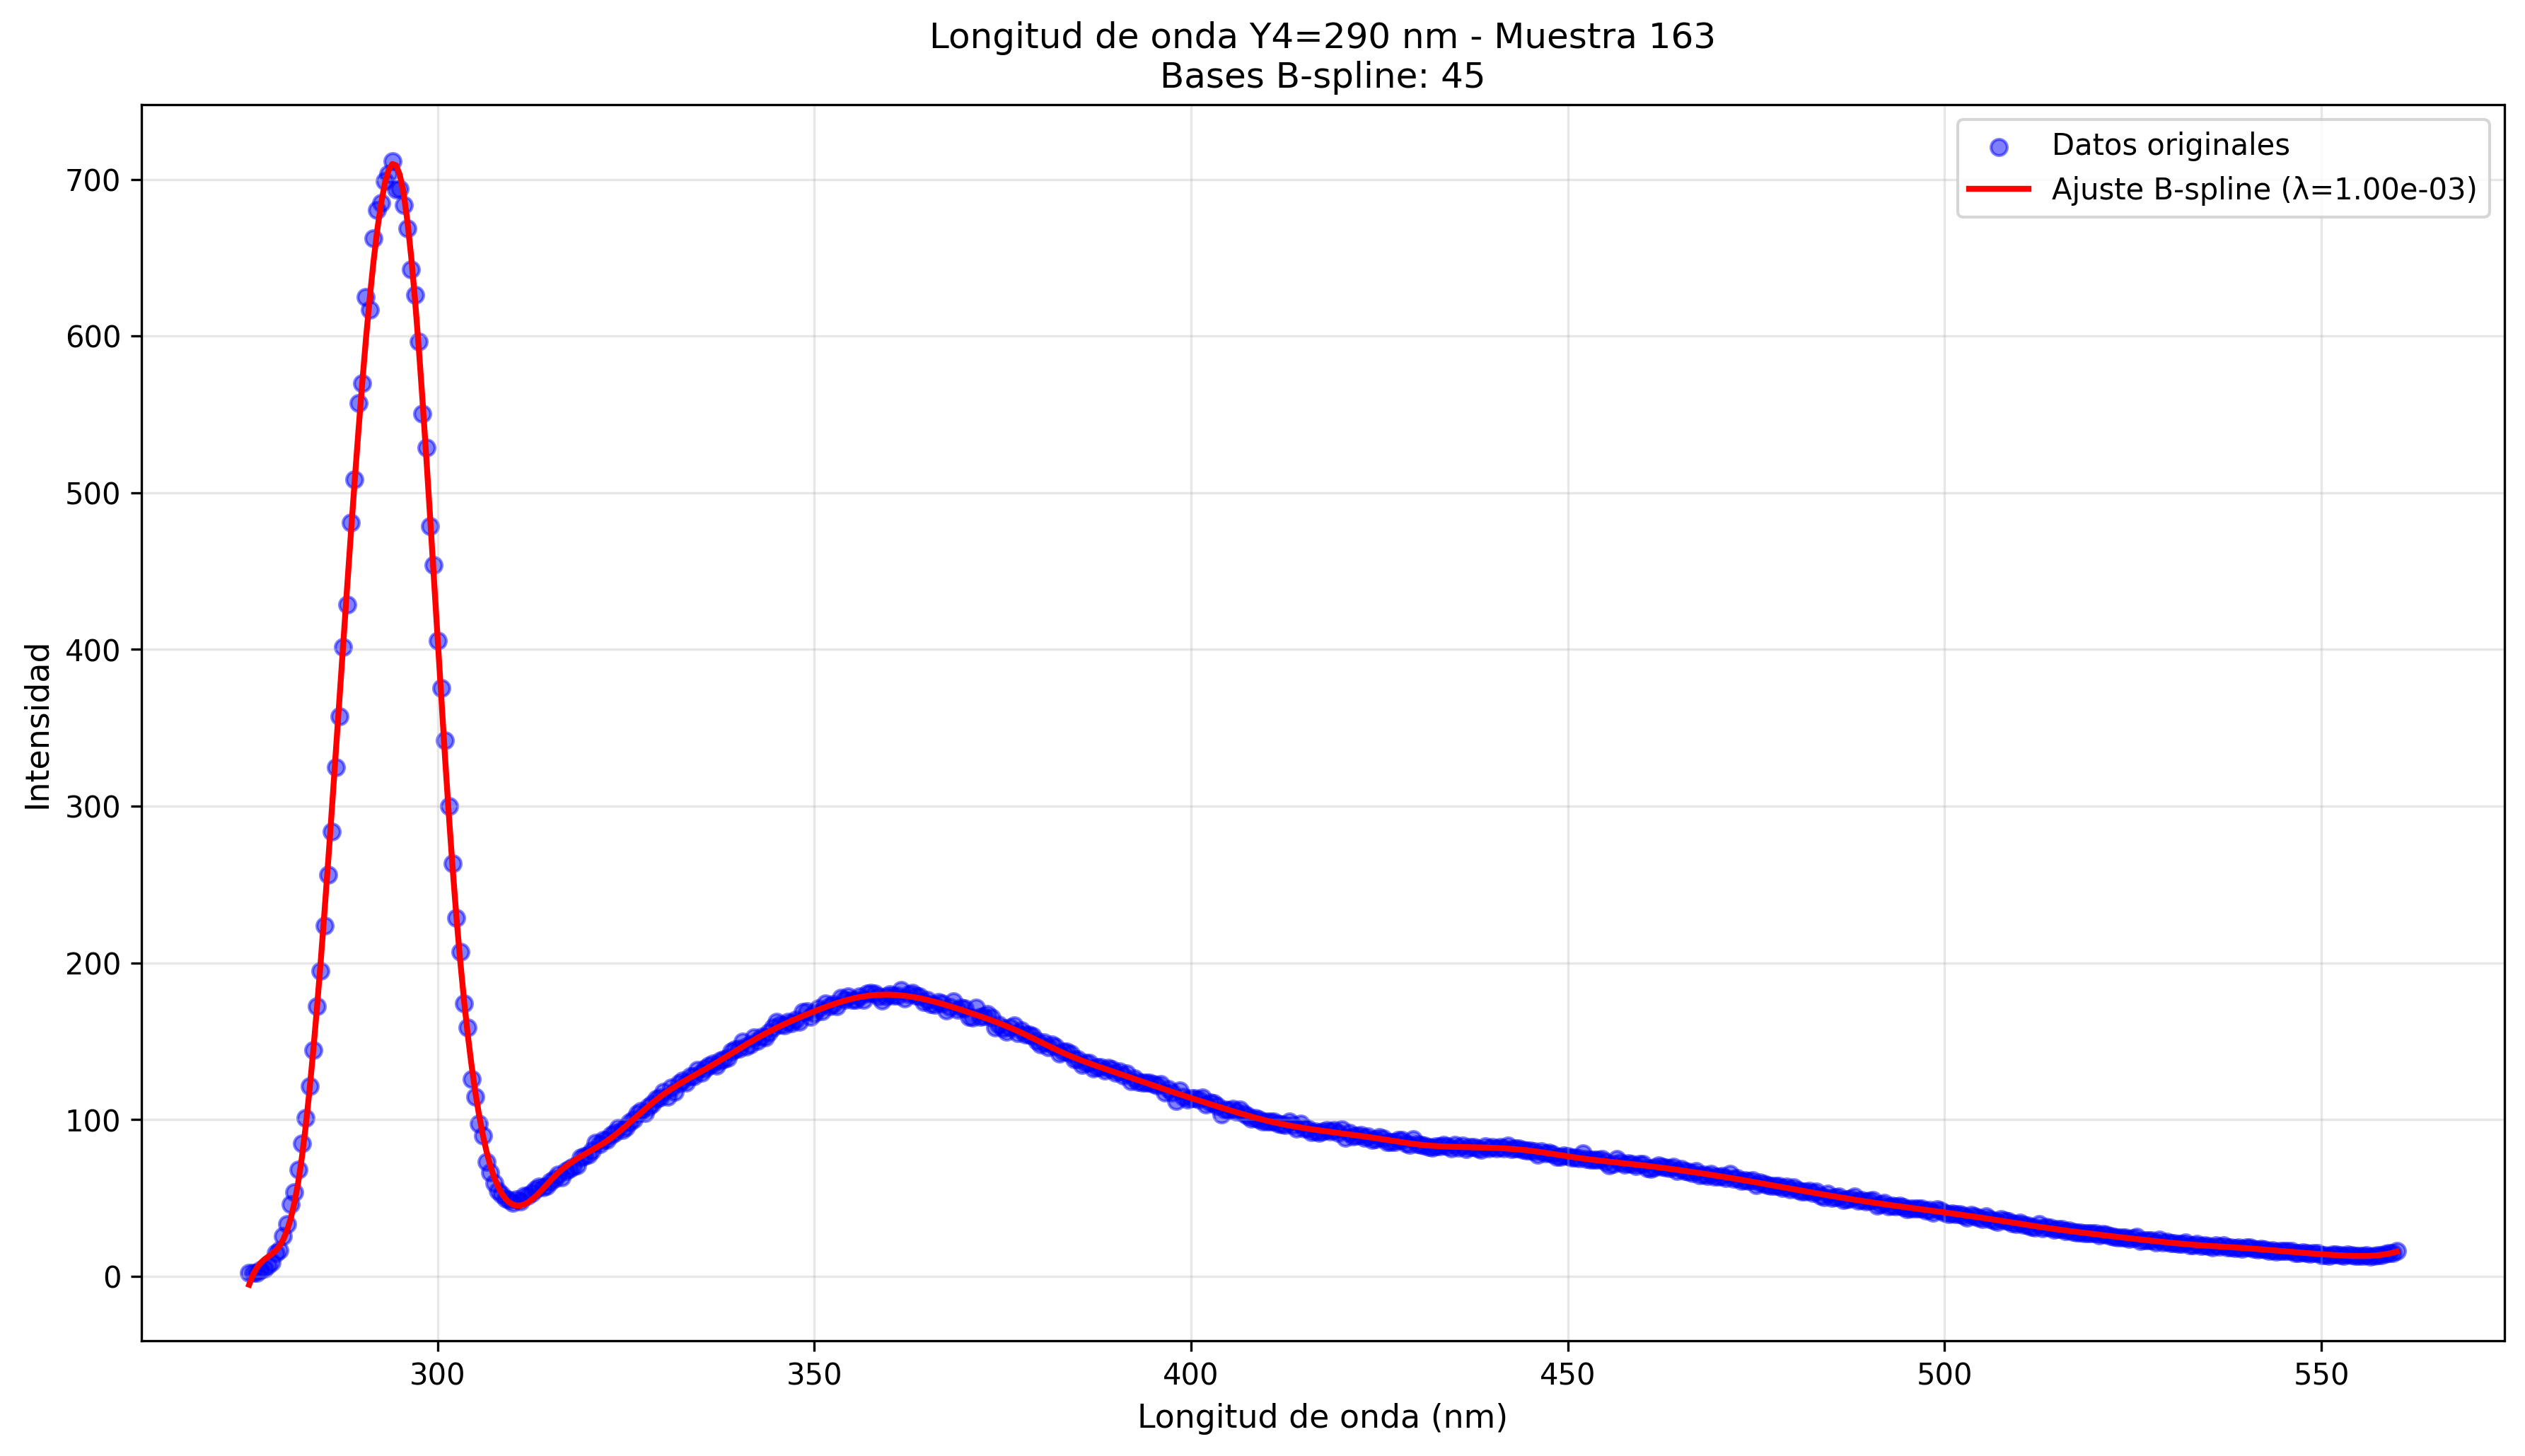 Longitud de onda Y4=290 nm - Muestra 163
Bases B-spline: 45
Datos originales
Ajuste B-spline (λ=1.00e-03)
Intensidad
700
600
500
400
300
200
100
0
300 350 400 450 500 550
Longitud de onda (nm)